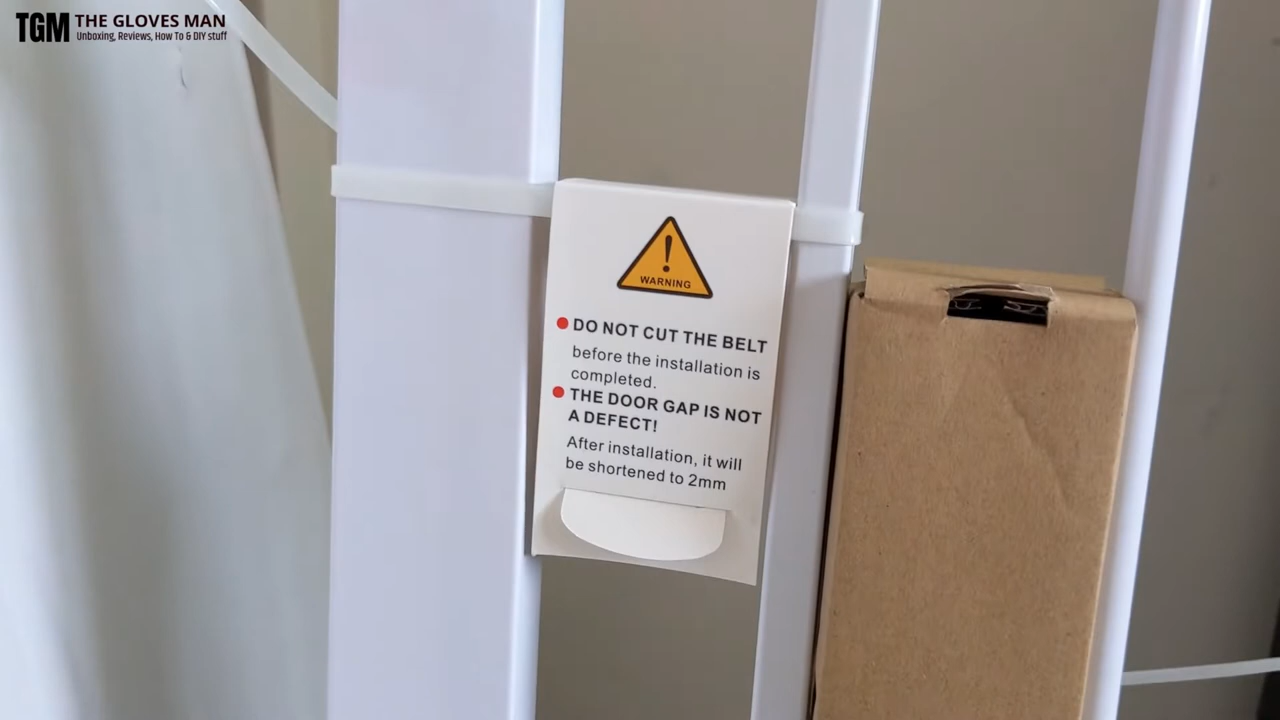 TGM THE GLOVES MAN
Unboxing, Reviews, How To & DIY stuff
WARNING
DO NOT CUT THE BELT
before the installation is
completed.
THE DOOR GAP IS NOT
A DEFECT!
After installation, it will
be shortened to 2mm